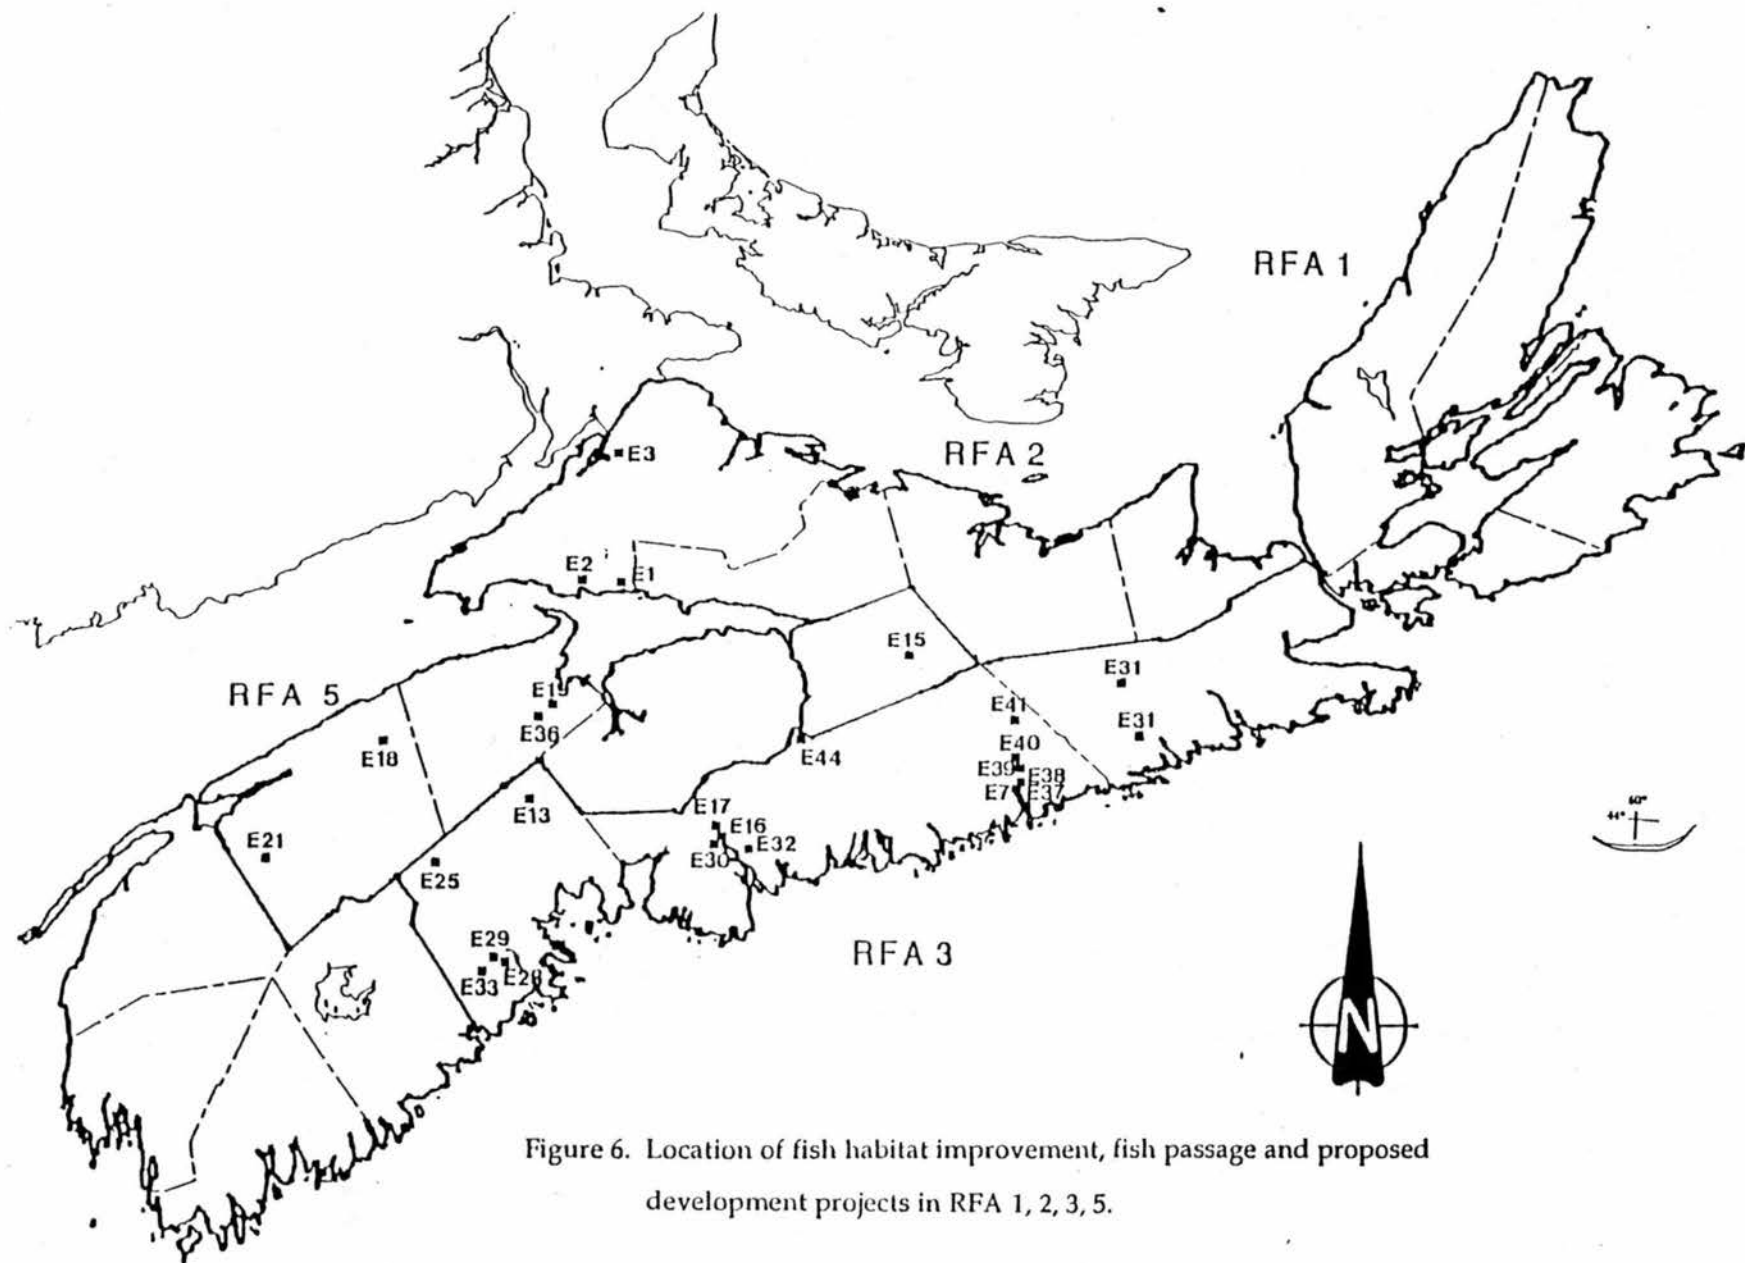 RFA 1
RFA 2
E3
E2
E1
E15
RFA 5
E31
E36
E41
E31
E18
E40
E44
E39
E38
E7
E37
E13
E17
E16
E21
E30
E32
E25
60°
44°
E29
E28
E33
RFA 3
N
Figure 6. Location of fish habitat improvement, fish passage and proposed
development projects in RFA 1, 2, 3, 5.